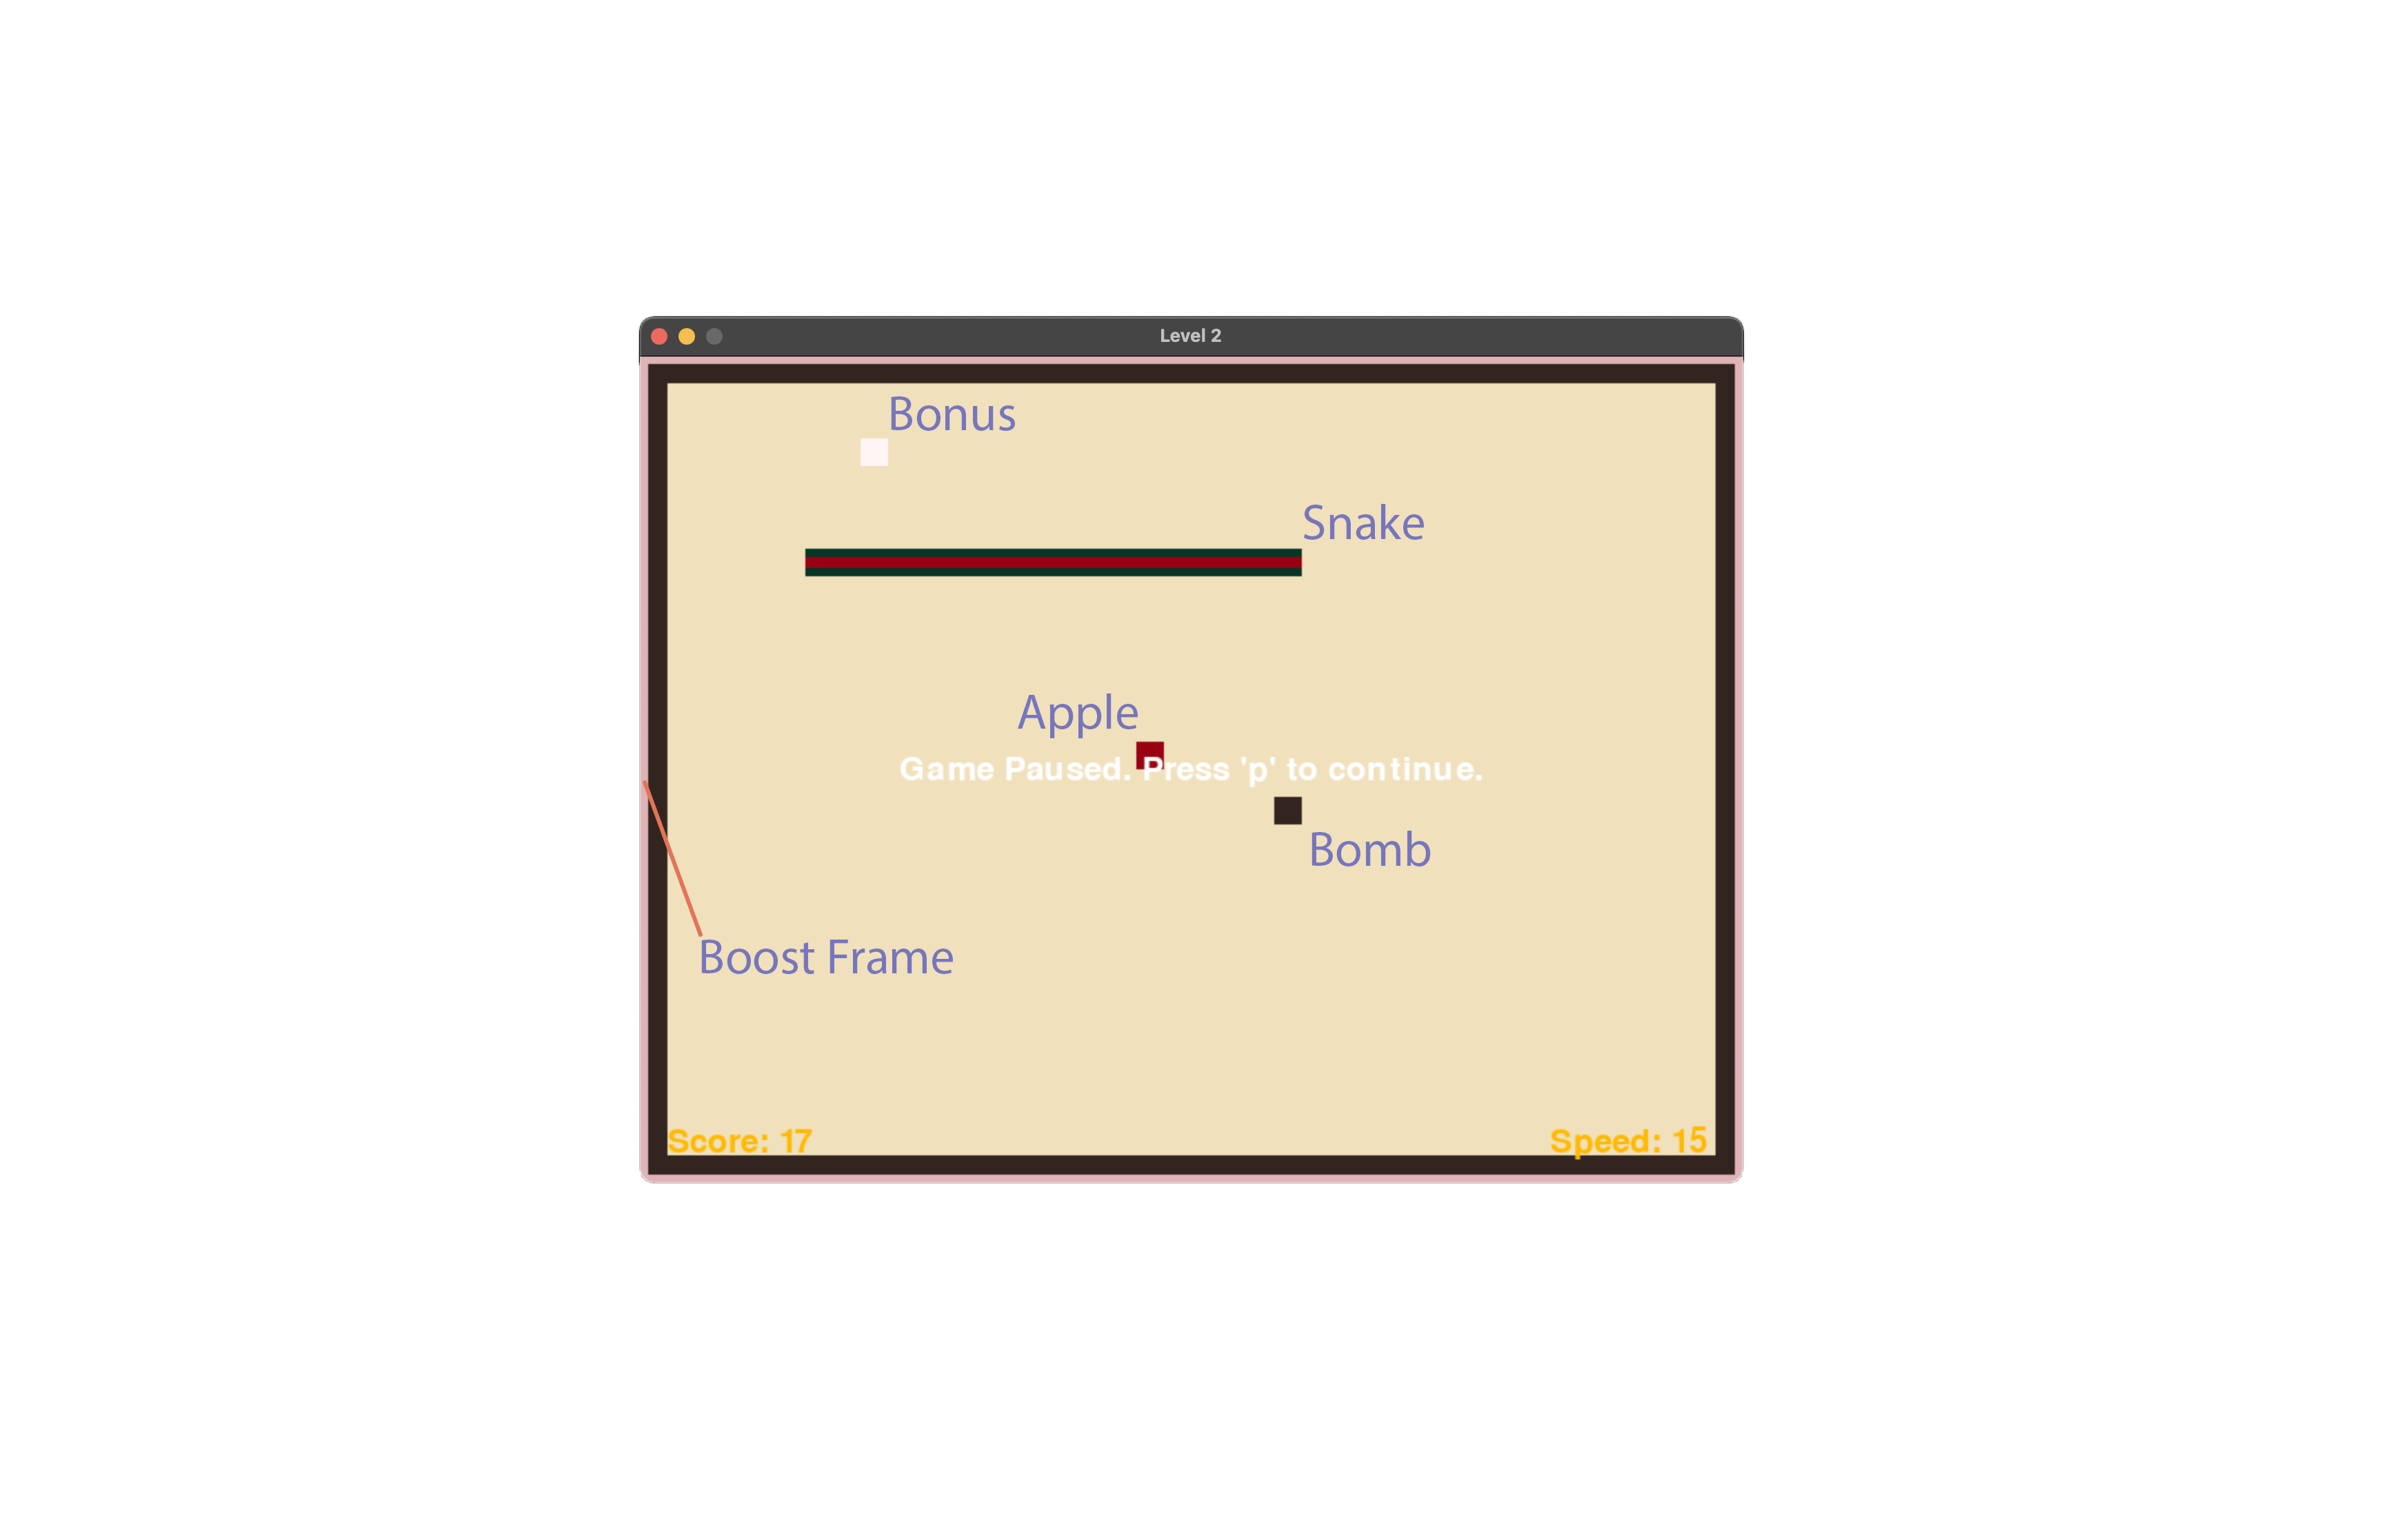 Level 2
Bonus
Snake
Apple
Game Paused. Press 'p' to continue.
Bomb
Boost Frame
Score: 17
Speed: 15